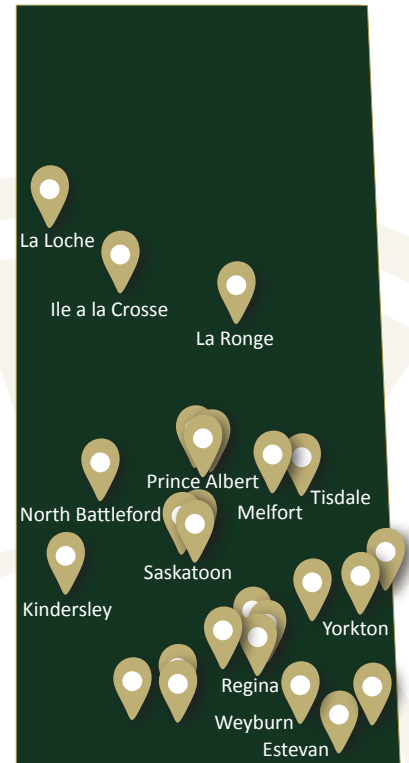 La Loche
Ile a la Crosse
La Ronge
Prince Albert
Tisdale
North Battleford
Melfort
Saskatoon
Kindersley
Yorkton
Regina
Weyburn
Estevan